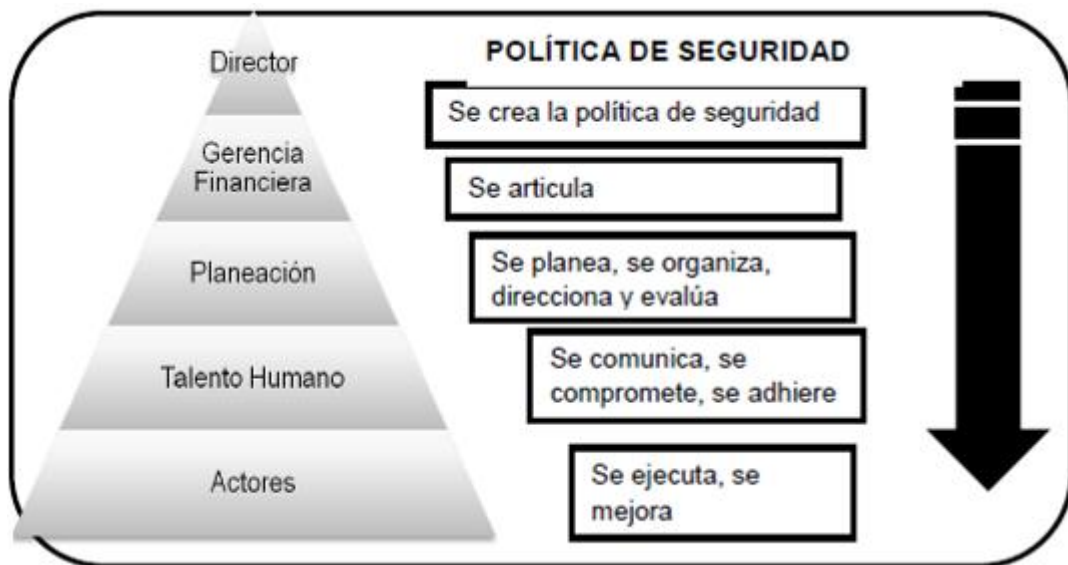 POLÍTICA DE SEGURIDAD
Director
Se crea la política de seguridad
Gerencia
Financiera
Se articula
Planeación
Se planea, se organiza,
direcciona y evalúa
Talento Humano
Se comunica, se
compromete, se adhiere
Actores
Se ejecuta, se
mejora